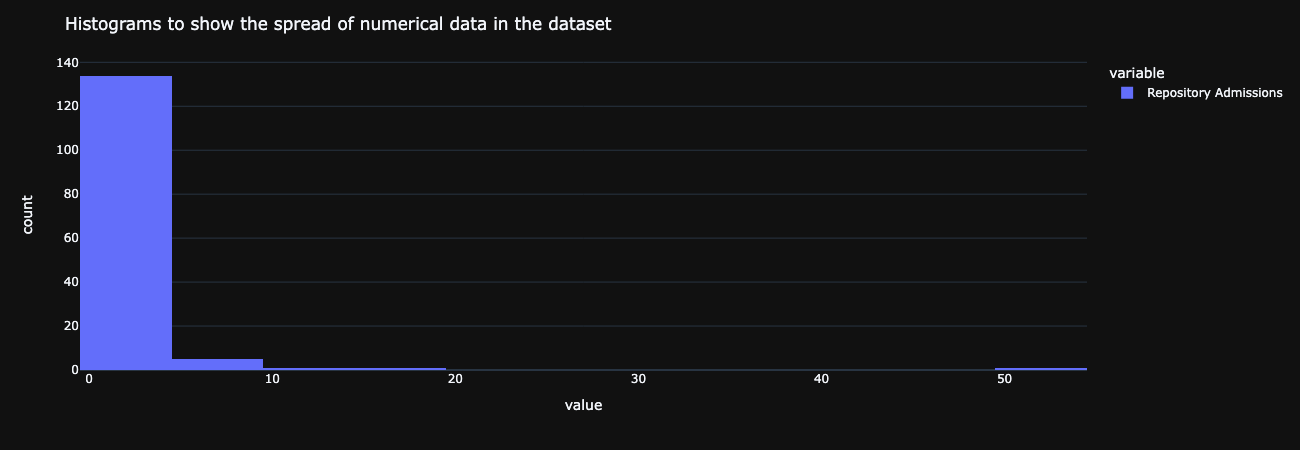 Histograms to show the spread of numerical data in the dataset
variable
Repository Admissions
140
120
100
80
60
40
20
0
count
0 10 20 30 40 50
value